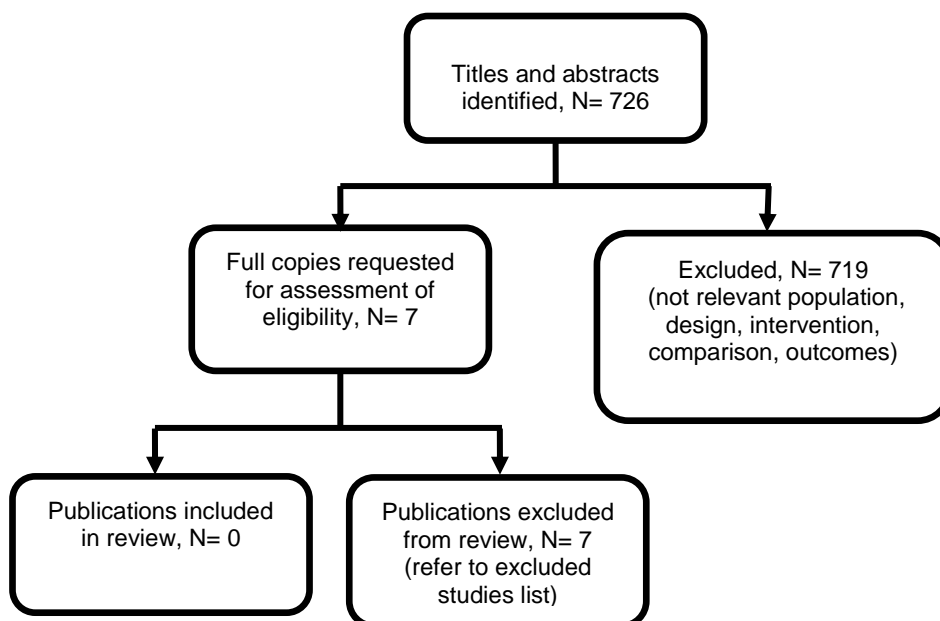 Titles and abstracts
identified, N= 726
Full copies requested
for assessment of
eligibility, N= 7
Excluded, N= 719
(not relevant population,
design, intervention,
comparison, outcomes)
Publications included
in review, N= 0
Publications excluded
from review, N= 7
(refer to excluded
studies list)